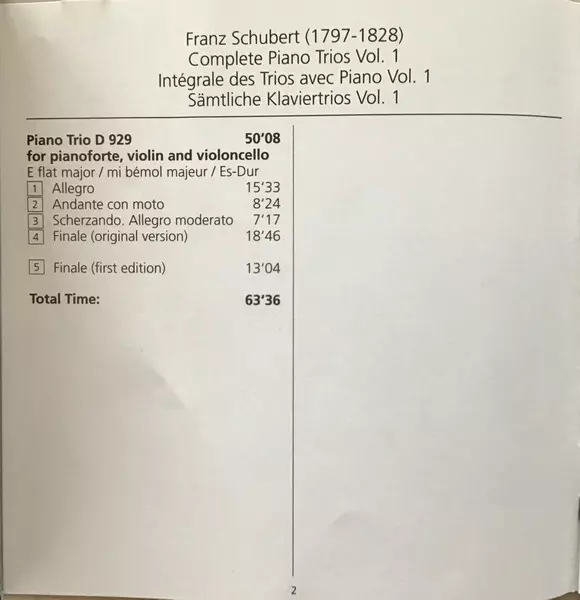 Franz Schubert (1797-1828)
Complete Piano Trios Vol. 1
Intégrale des Trios avec Piano Vol. 1
Sämtliche Klaviertrios Vol. 1
Piano Trio D 929 50'08
for pianoforte, violin and violoncello
E flat major / mi bémol majeur / Es-Dur
1 Allegro 15'33
2 Andante con moto 8'24
3 Scherzando. Allegro moderato 7'17
4 Finale (original version) 18'46
5 Finale (first edition) 13'04
Total Time: 63'36
2